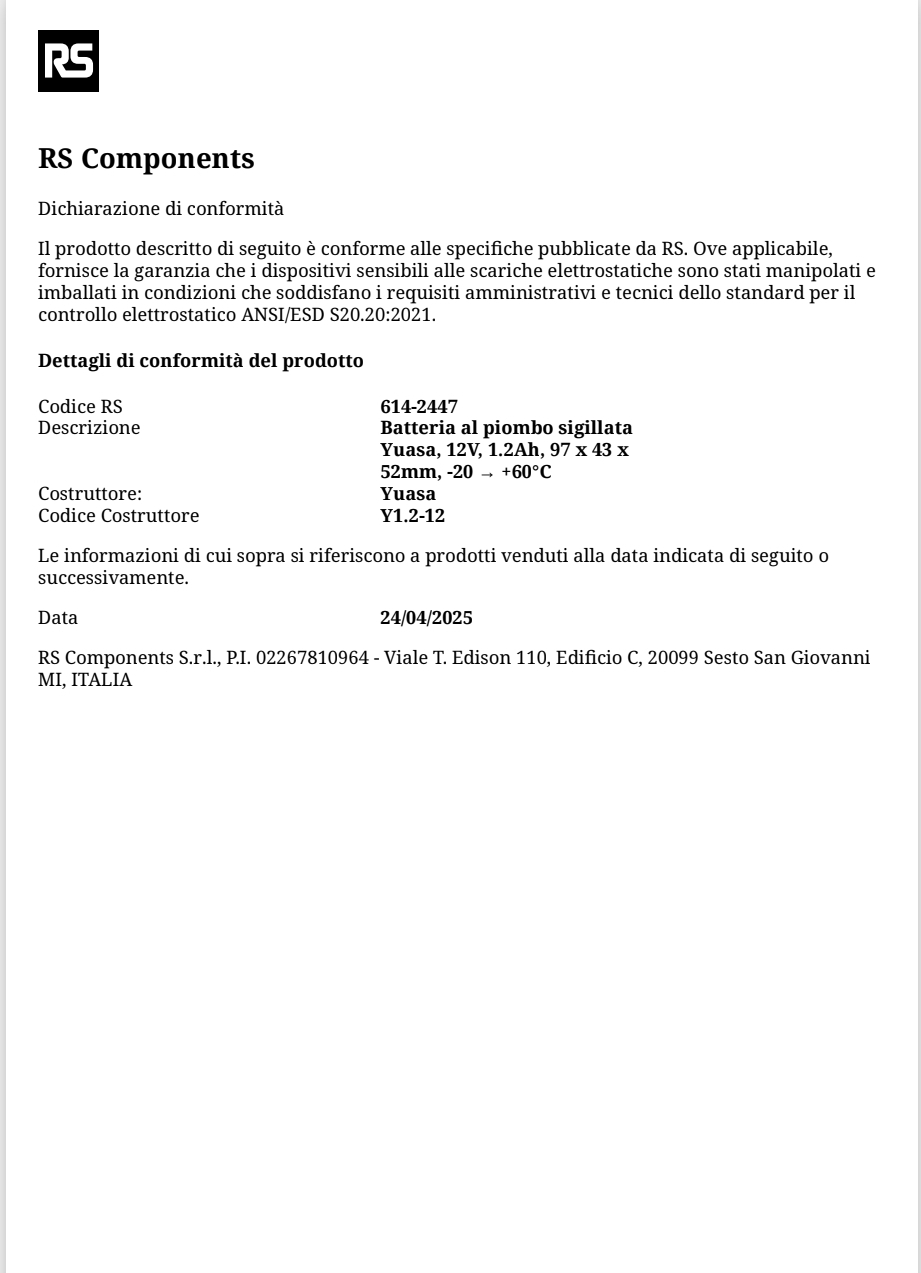 RS
RS Components
Dichiarazione di conformità
Il prodotto descritto di seguito è conforme alle specifiche pubblicate da RS. Ove applicabile,
fornisce la garanzia che i dispositivi sensibili alle scariche elettrostatiche sono stati manipolati e
imballati in condizioni che soddisfano i requisiti amministrativi e tecnici dello standard per il
controllo elettrostatico ANSI/ESD S20.20:2021.
Dettagli di conformità del prodotto
Codice RS 614-2447
Descrizione Batteria al piombo sigillata
Yuasa, 12V, 1.2Ah, 97 x 43 x
52mm, -20 → +60°C
Costruttore: Yuasa
Codice Costruttore Y1.2-12
Le informazioni di cui sopra si riferiscono a prodotti venduti alla data indicata di seguito o
successivamente.
Data 24/04/2025
RS Components S.r.l., P.I. 02267810964 - Viale T. Edison 110, Edificio C, 20099 Sesto San Giovanni
MI, ITALIA